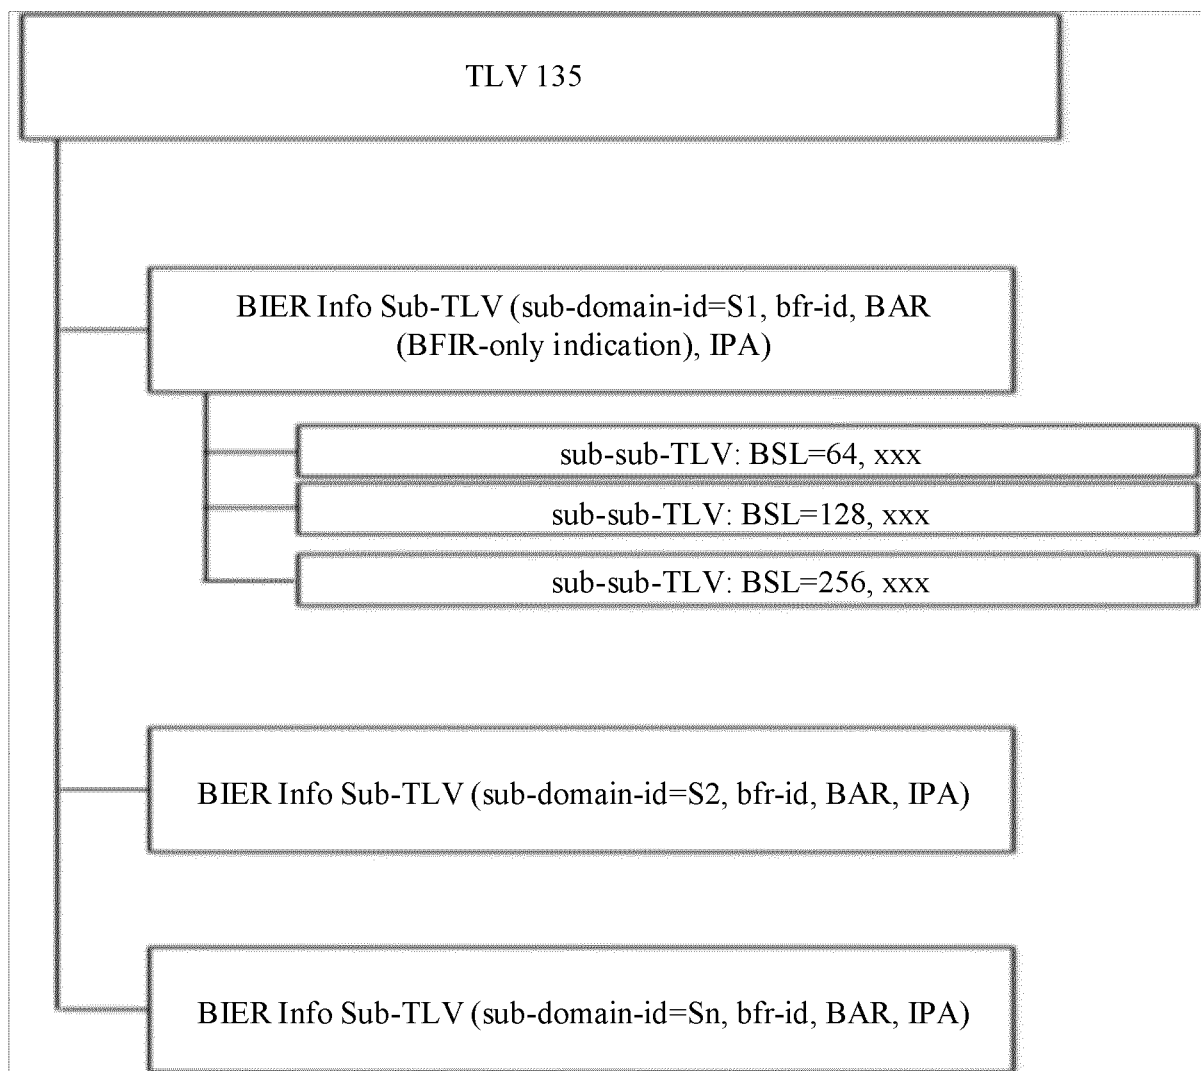 TLV 135
BIER Info Sub-TLV (sub-domain-id=S1, bfr-id, BAR
(BFIR-only indication), IPA)
sub-sub-TLV: BSL=64, xxx
sub-sub-TLV: BSL=128, xxx
sub-sub-TLV: BSL=256, xxx
BIER Info Sub-TLV (sub-domain-id=S2, bfr-id, BAR, IPA)
BIER Info Sub-TLV (sub-domain-id=Sn, bfr-id, BAR, IPA)